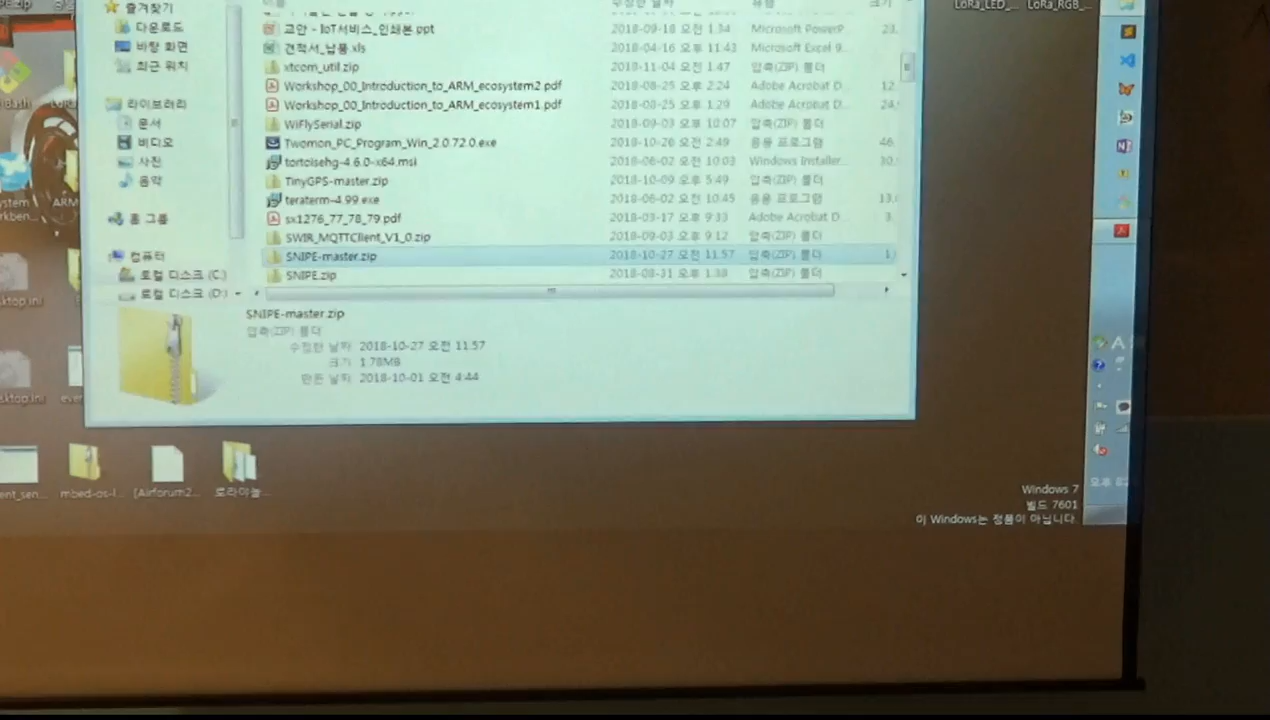 LoRa_LED_... LoRa_RGB_...
즐겨찾기
다운로드
바탕 화면
최근 위치
라이브러리
문서
비디오
사진
음악
홈 그룹
컴퓨터
로컬 디스크 (C:)
로컬 디스크 (D:)
교안 - IoT서비스_인쇄본.ppt 2018-09-18 오전 1:34 Microsoft PowerP
견적서_납품.xls 2018-04-16 오후 11:43 Microsoft Excel 9...
xtcom_util.zip 2018-11-04 오전 1:47 압축(ZIP) 폴더
Workshop_00_Introduction_to_ARM_ecosystem2.pdf 2018-08-25 오후 2:24 Adobe Acrobat D...
Workshop_00_Introduction_to_ARM_ecosystem1.pdf 2018-08-25 오후 1:29 Adobe Acrobat D...
WiFlySerial.zip 2018-09-03 오후 10:07 압축(ZIP) 폴더
Twomon_PC_Program_Win_2.0.72.0.exe 2018-10-26 오후 2:49 응용 프로그램 46
tortoisehg-4.6.0-x64.msi 2018-06-02 오전 10:03 Windows Installer...
TinyGPS-master.zip 2018-10-09 오후 5:49 압축(ZIP) 폴더
teraterm-4.99.exe 2018-06-02 오전 10:45 응용 프로그램
sx1276_77_78_79.pdf 2018-03-17 오후 9:33 Adobe Acrobat D...
SWIR_MQTTClient_V1_0.zip 2018-09-03 오후 9:12 압축(ZIP) 폴더
SNIPE-master.zip 2018-10-27 오전 11:57 압축(ZIP) 폴더
SNIPE.zip 2018-08-31 오후 1:38 압축(ZIP) 폴더
SNIPE-master.zip
압축(ZIP) 폴더
수정한 날짜: 2018-10-27 오전 11:57
크기: 1.78MB
만든 날짜: 2018-10-01 오전 4:44
mbed-os-l... [Airforum2... 로라야놀...
Windows 7
빌드 7601
이 Windows는 정품이 아닙니다.